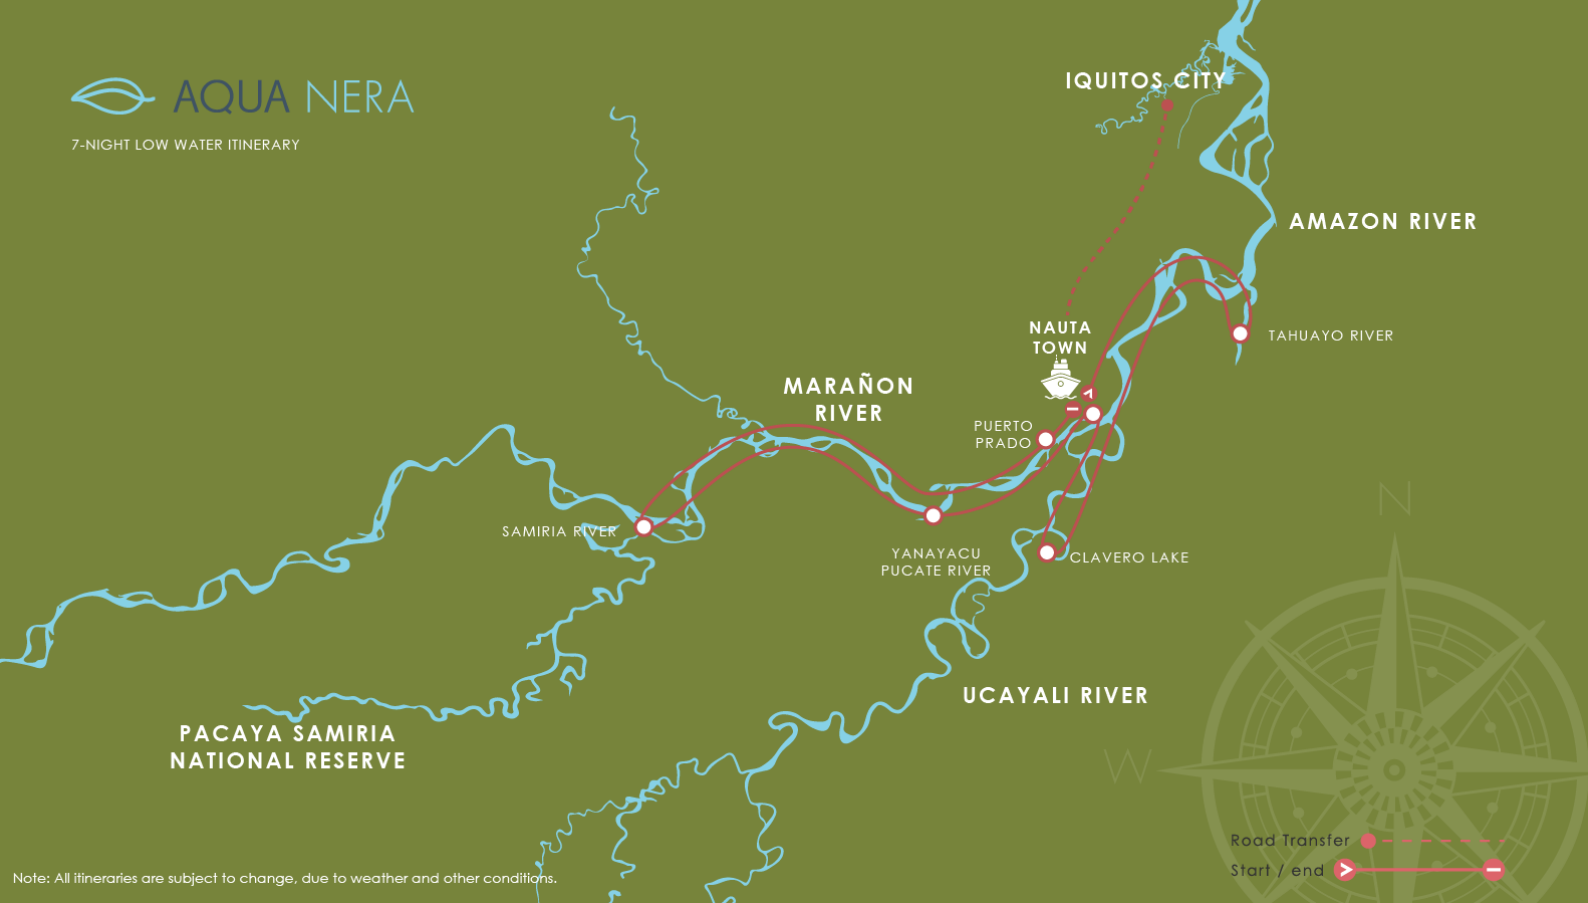 AQUA NERA
7-NIGHT LOW WATER ITINERARY
IQUITOS CITY
AMAZON RIVER
NAUTA
TOWN
TAHUAYO RIVER
MARAÑON
RIVER
PUERTO
PRADO
SAMIRIA RIVER
YANAYACU
PUCATE RIVER
CLAVERO LAKE
UCAYALI RIVER
PACAYA SAMIRIA
NATIONAL RESERVE
N
W
Road Transfer
Start / end
Note: All itineraries are subject to change, due to weather and other conditions.